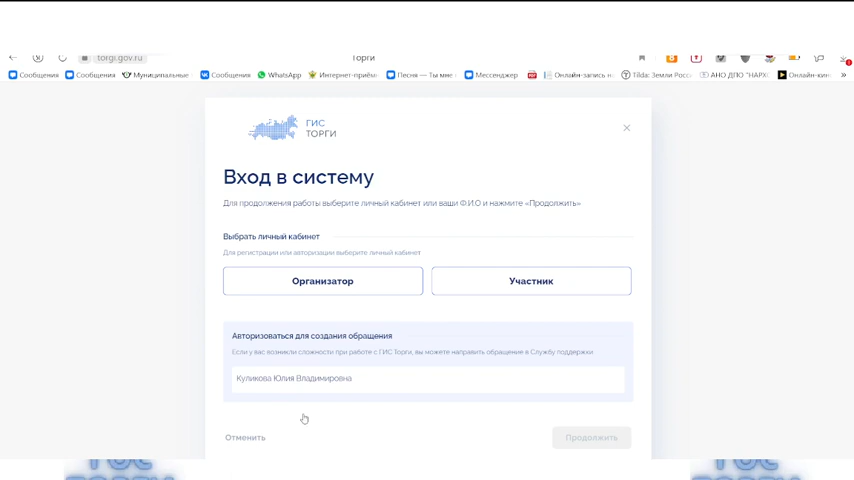 torgi.gov.ru
Торги
Сообщения
Сообщения
Муниципальные
Сообщения
WhatsApp
Интернет-приём
Песня — Ты мне
Мессенджер
Онлайн-запись н
Tilda: Земли Росс
АНО ДПО "НАРХ
Онлайн-кин
»
ГИС
ТОРГИ
Вход в систему
Для продолжения работы выберите личный кабинет или ваши Ф.И.О и нажмите «Продолжить»
Выбрать личный кабинет
Для регистрации или авторизации выберите личный кабинет
Организатор
Участник
Авторизоваться для создания обращения
Если у вас возникли сложности при работе с ГИС Торги, вы можете направить обращение в Службу поддержки
Куликова Юлия Владимировна
Отменить
Продолжить